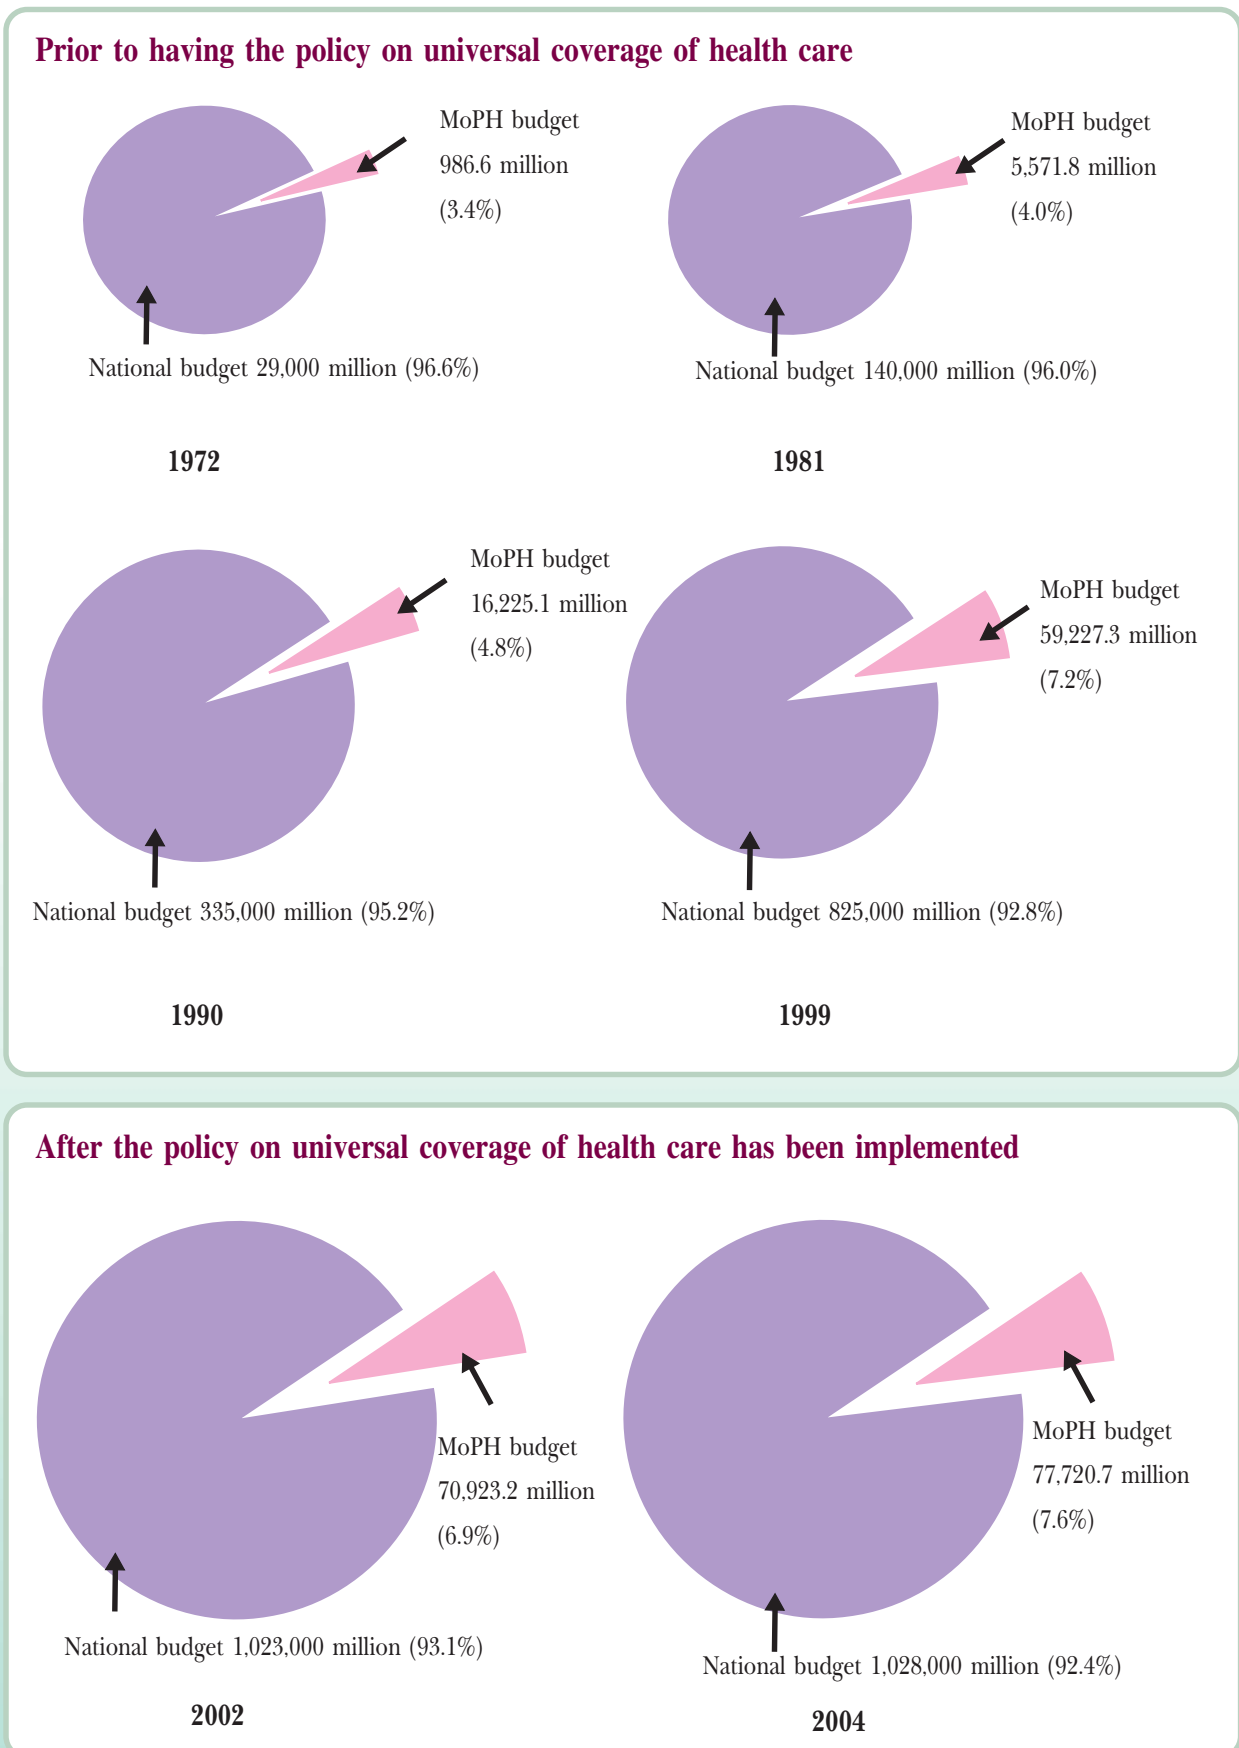 Prior to having the policy on universal coverage of health care
MoPH budget
986.6 million
(3.4%)
National budget 29,000 million (96.6%)
1972
MoPH budget
5,571.8 million
(4.0%)
National budget 140,000 million (96.0%)
1981
MoPH budget
16,225.1 million
(4.8%)
National budget 335,000 million (95.2%)
1990
MoPH budget
59,227.3 million
(7.2%)
National budget 825,000 million (92.8%)
1999
After the policy on universal coverage of health care has been implemented
MoPH budget
70,923.2 million
(6.9%)
National budget 1,023,000 million (93.1%)
2002
MoPH budget
77,720.7 million
(7.6%)
National budget 1,028,000 million (92.4%)
2004